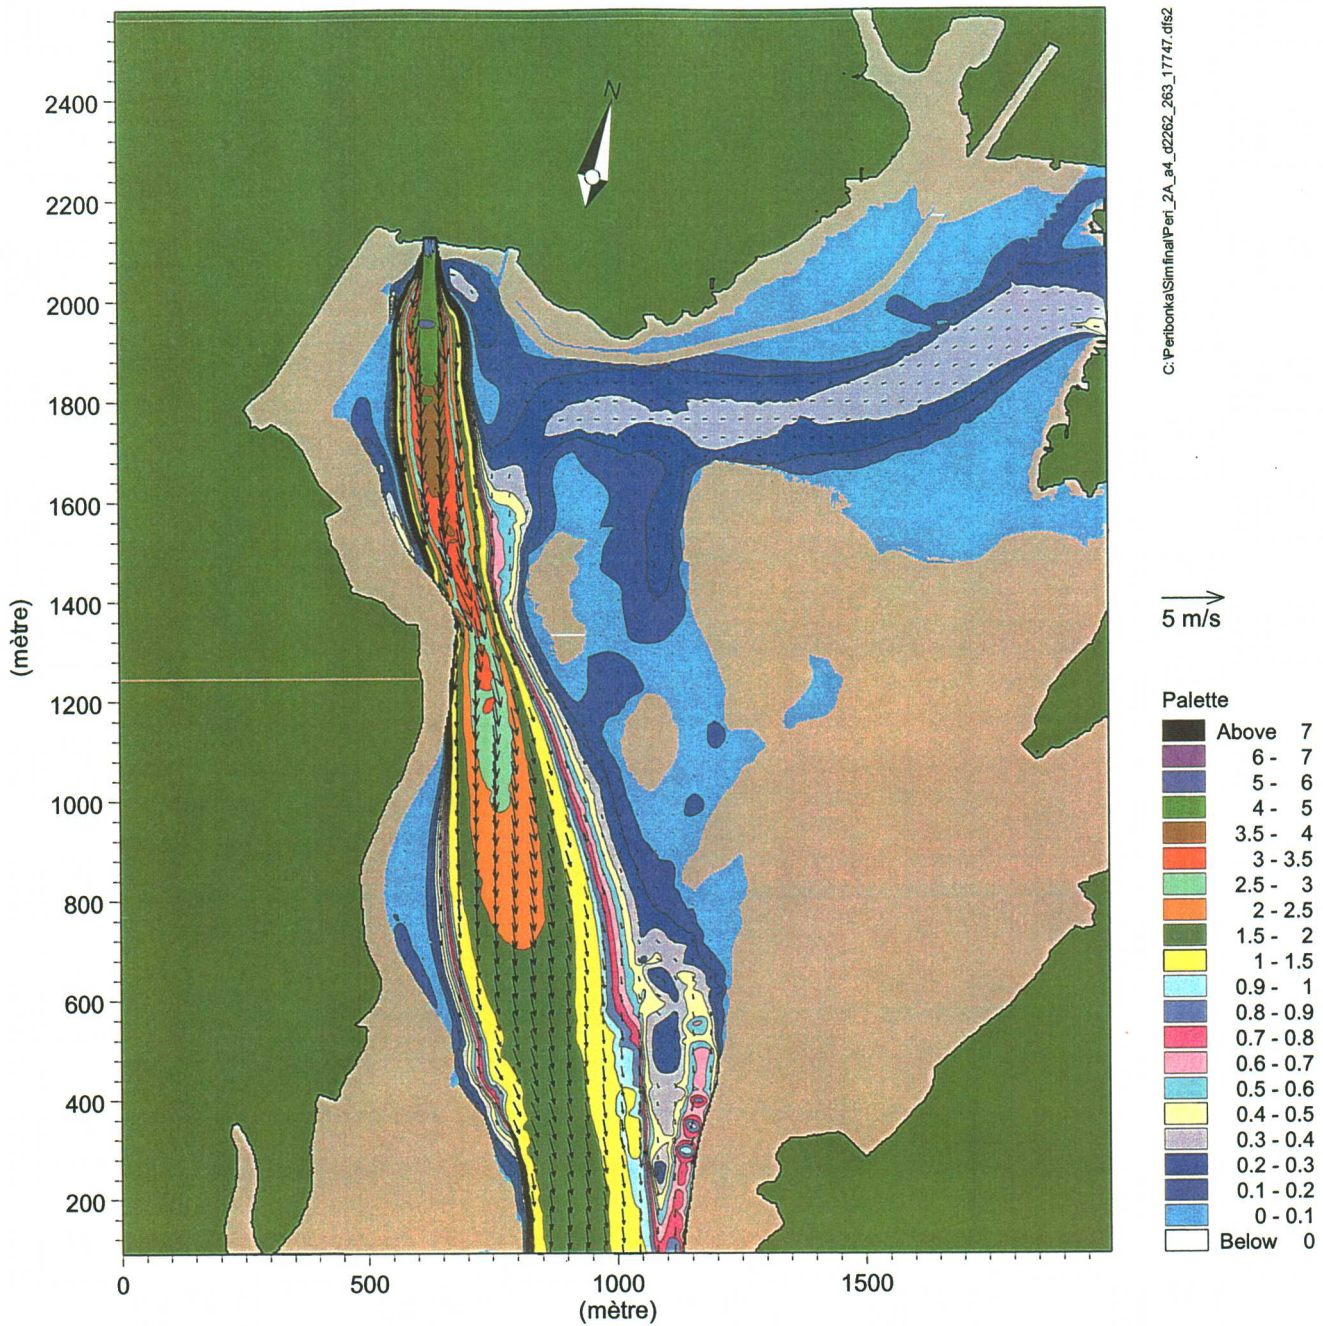 C:\Peribonka\Simfinal\Peri_2A_a4_d2262_263_17747.dfs2
N
2400
2200
2000
1800
1600
1400
1200
1000
800
600
400
200
(mètre)
0
500
1000
1500
(mètre)
5 m/s
Palette
Above 7
6 - 7
5 - 6
4 - 5
3.5 - 4
3 - 3.5
2.5 - 3
2 - 2.5
1.5 - 2
1 - 1.5
0.9 - 1
0.8 - 0.9
0.7 - 0.8
0.6 - 0.7
0.5 - 0.6
0.4 - 0.5
0.3 - 0.4
0.2 - 0.3
0.1 - 0.2
0 - 0.1
Below 0